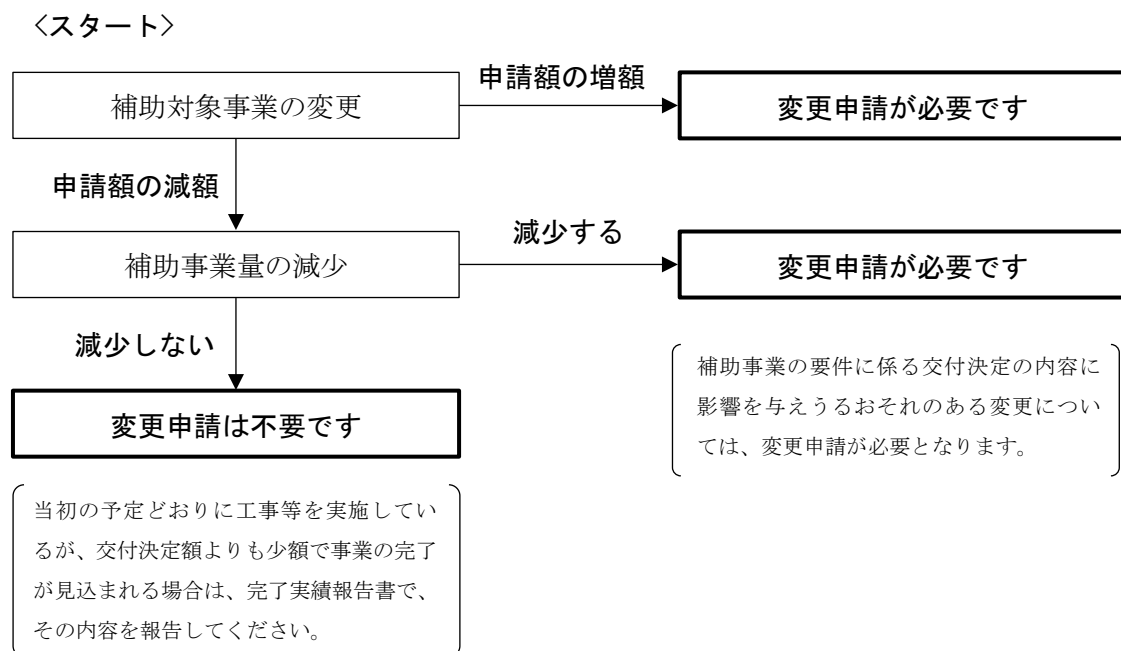 〈スタート〉
補助対象事業の変更
申請額の増額
変更申請が必要です
申請額の減額
補助事業量の減少
減少する
変更申請が必要です
減少しない
変更申請は不要です
補助事業の要件に係る交付決定の内容に
影響を与えうるおそれのある変更につい
ては、変更申請が必要となります。
当初の予定どおりに工事等を実施してい
るが、交付決定額よりも少額で事業の完了
が見込まれる場合は、完了実績報告書で、
その内容を報告してください。